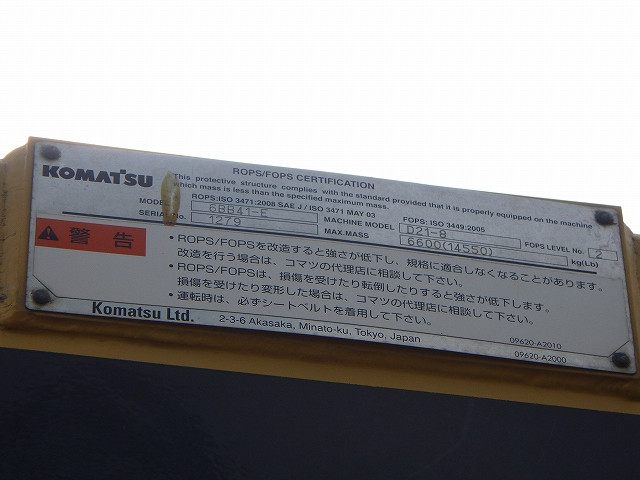 KOMATSU
ROPS/FOPS CERTIFICATION
This protective structure complies with the standard provided that it is properly equipped on the machine
which mass is less than the specified maximum mass.
ROPS:ISO 3471:2008 SAE J / ISO 3471 MAY 03 FOPS: ISO 3449:2005
MODEL 6BB41-E MACHINE MODEL D21-8 FOPS LEVEL No. 2
SERIAL No. 1279 MAX.MASS 6600(14550) kg(Lb)
警告
・ROPS/FOPSを改造すると強さが低下し、規格に適合しなくなることがあります。
改造を行う場合は、コマツの代理店に相談して下さい。
・ROPS/FOPSは、損傷を受けたり転倒したりすると強さが低下します。
損傷を受けたり変形した場合は、コマツの代理店に相談して下さい。
・運転時は、必ずシートベルトを着用して下さい。
Komatsu Ltd. 2-3-6 Akasaka, Minato-ku, Tokyo, Japan
09620-A2010
09620-A2000